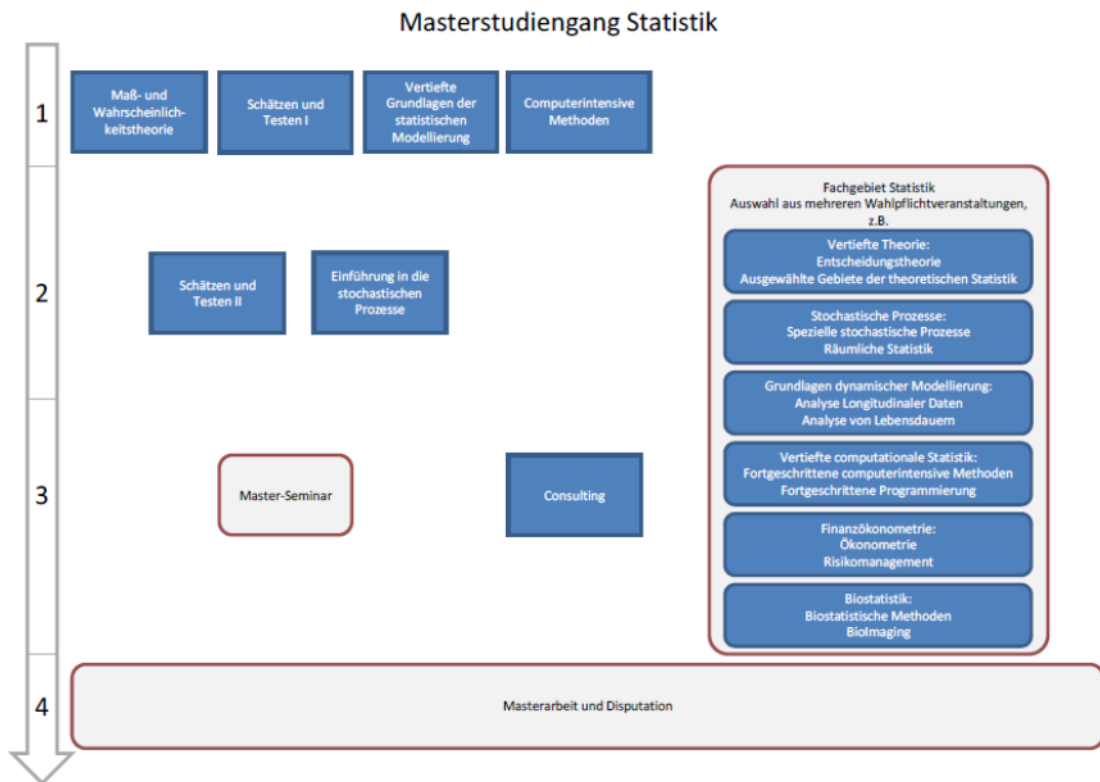 Masterstudiengang Statistik
1
Maß- und
Wahrscheinlich-
keitstheorie
Schätzen und
Testen I
Vertiefte
Grundlagen der
statistischen
Modellierung
Computerintensive
Methoden
2
Schätzen und
Testen II
Einführung in die
stochastischen
Prozesse
Fachgebiet Statistik
Auswahl aus mehreren Wahlpflichtveranstaltungen,
z.B.
Vertiefte Theorie:
Entscheidungstheorie
Ausgewählte Gebiete der theoretischen Statistik
Stochastische Prozesse:
Spezielle stochastische Prozesse
Räumliche Statistik
Grundlagen dynamischer Modellierung:
Analyse Longitudinaler Daten
Analyse von Lebensdauern
Vertiefte computationale Statistik:
Fortgeschrittene computerintensive Methoden
Fortgeschrittene Programmierung
Finanzökonometrie:
Ökonometrie
Risikomanagement
Biostatistik:
Biostatistische Methoden
BioImaging
3
Master-Seminar
Consulting
4
Masterarbeit und Disputation